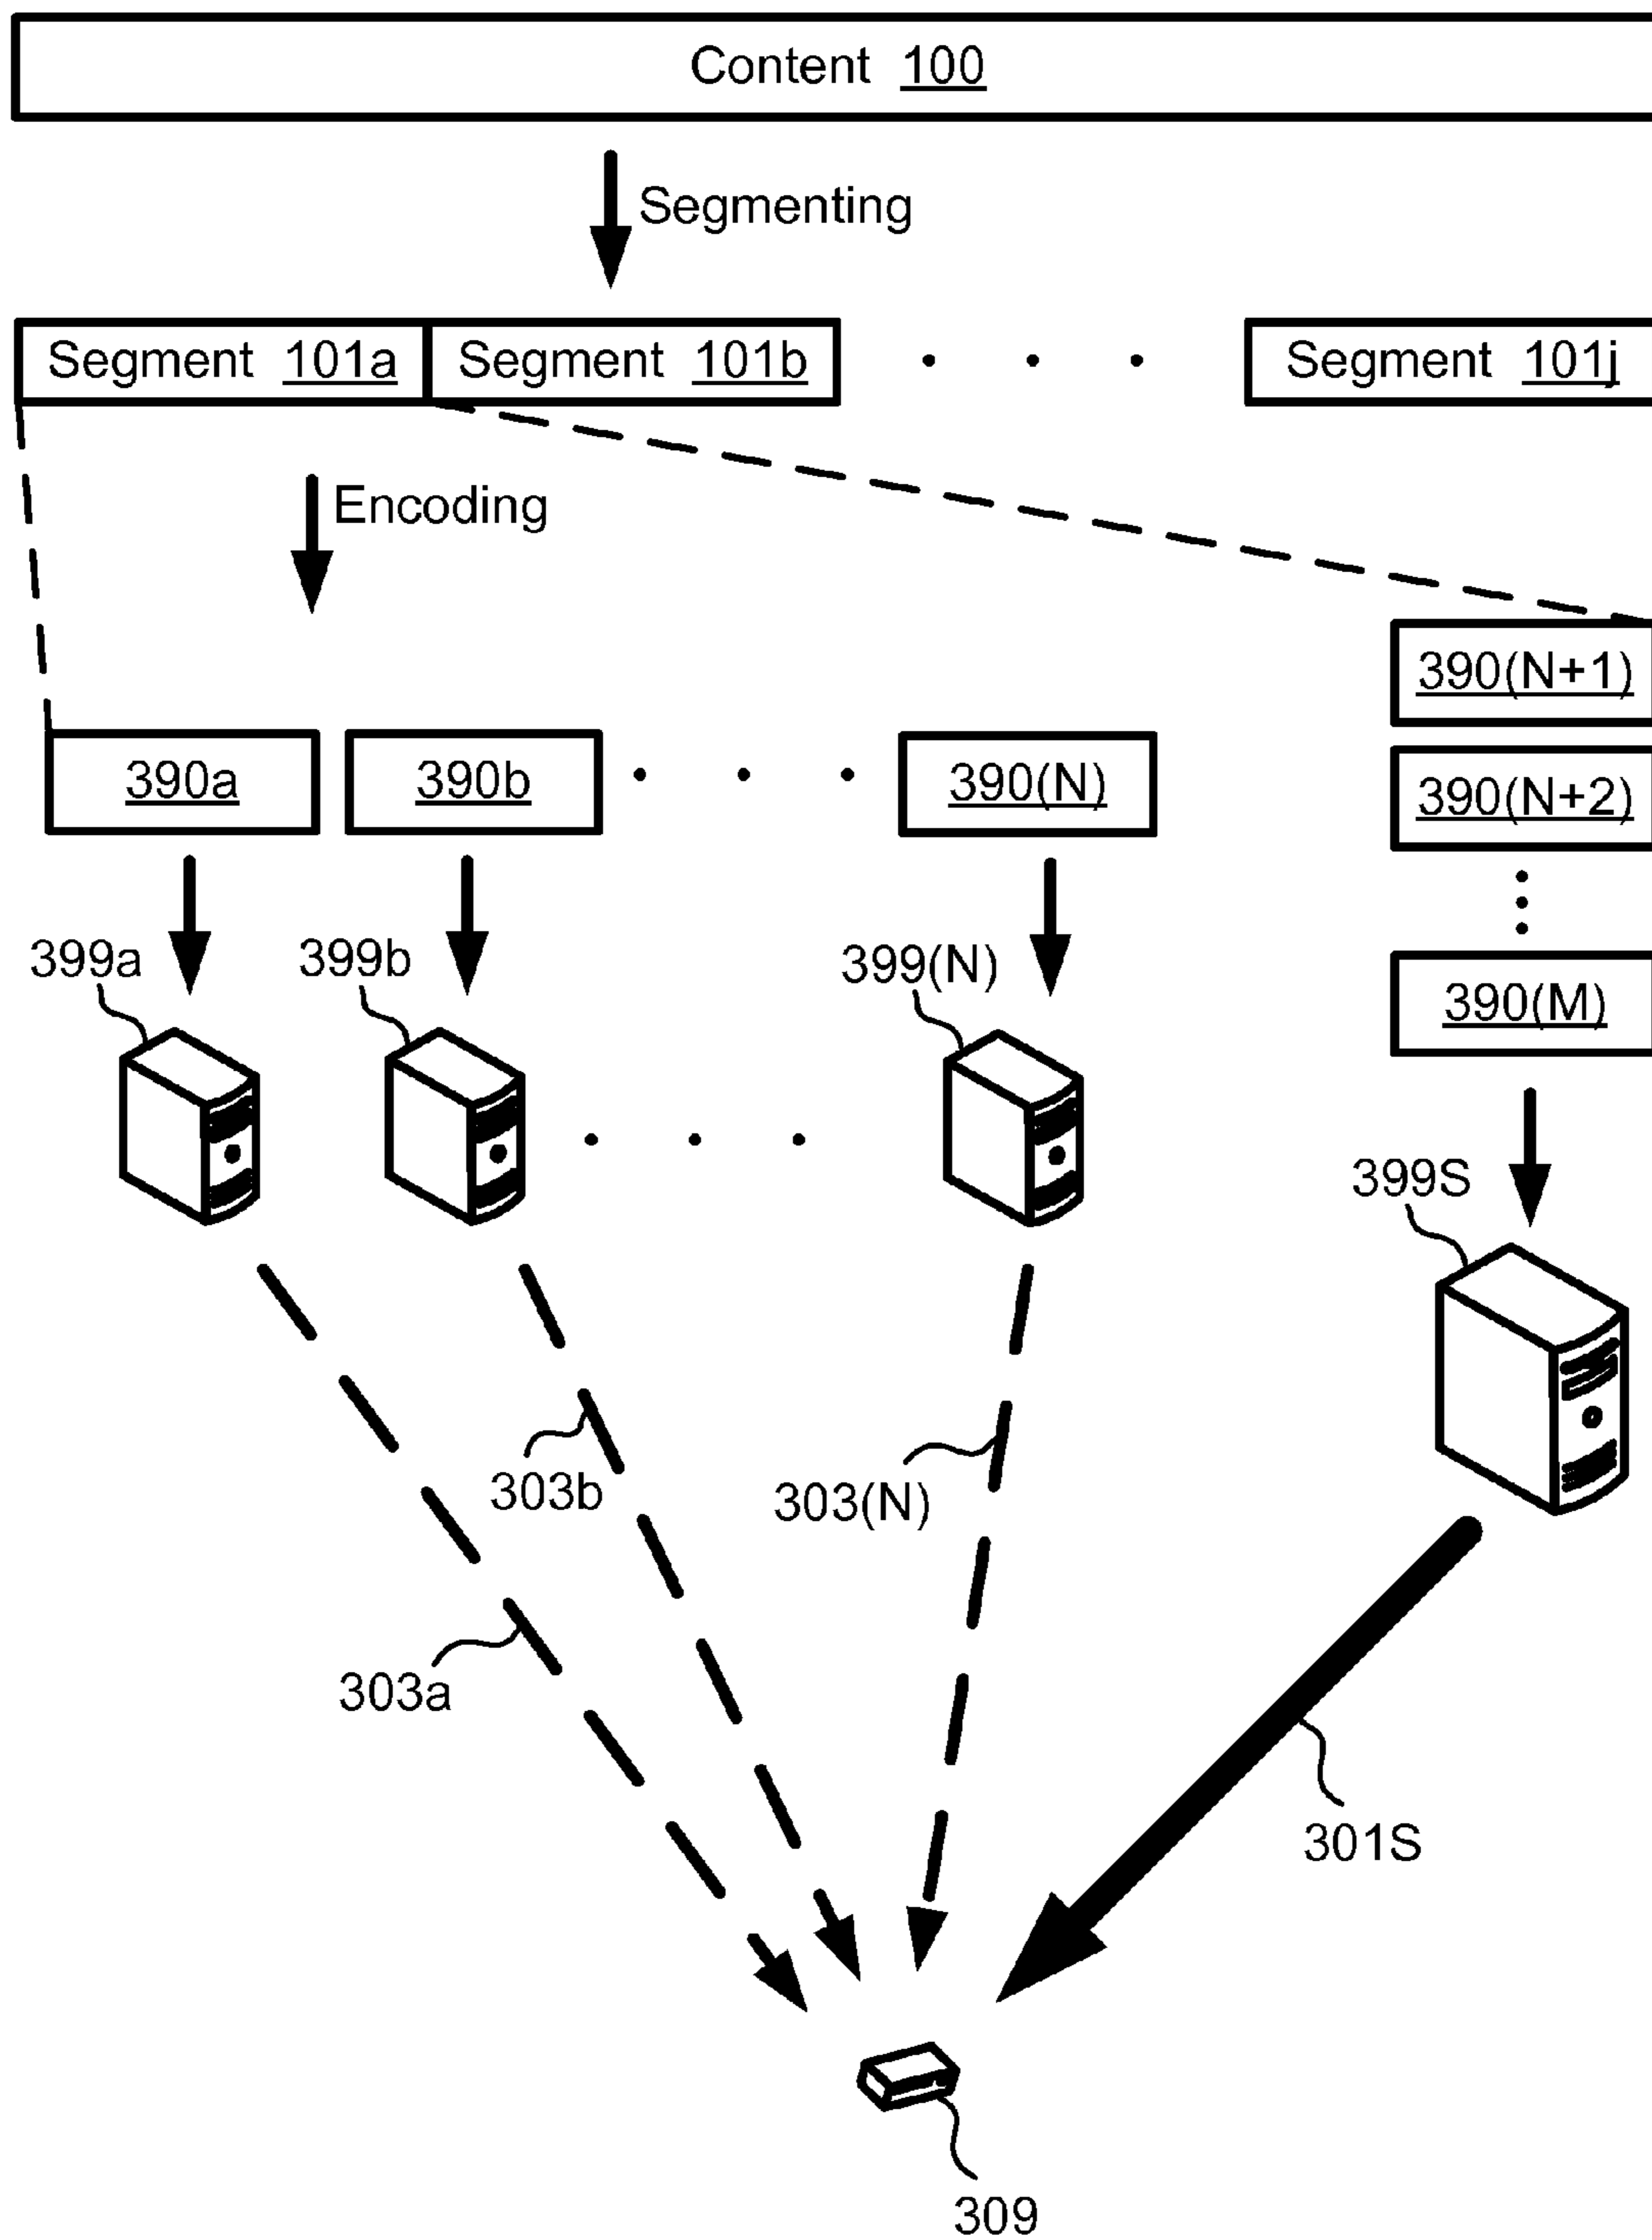 Content 100
Segmenting
Segment 101a
Segment 101b
Segment 101j
Encoding
390(N+1)
390a
390b
390(N)
390(N+2)
399a
399b
399(N)
390(M)
399S
303b
303(N)
303a
301S
309